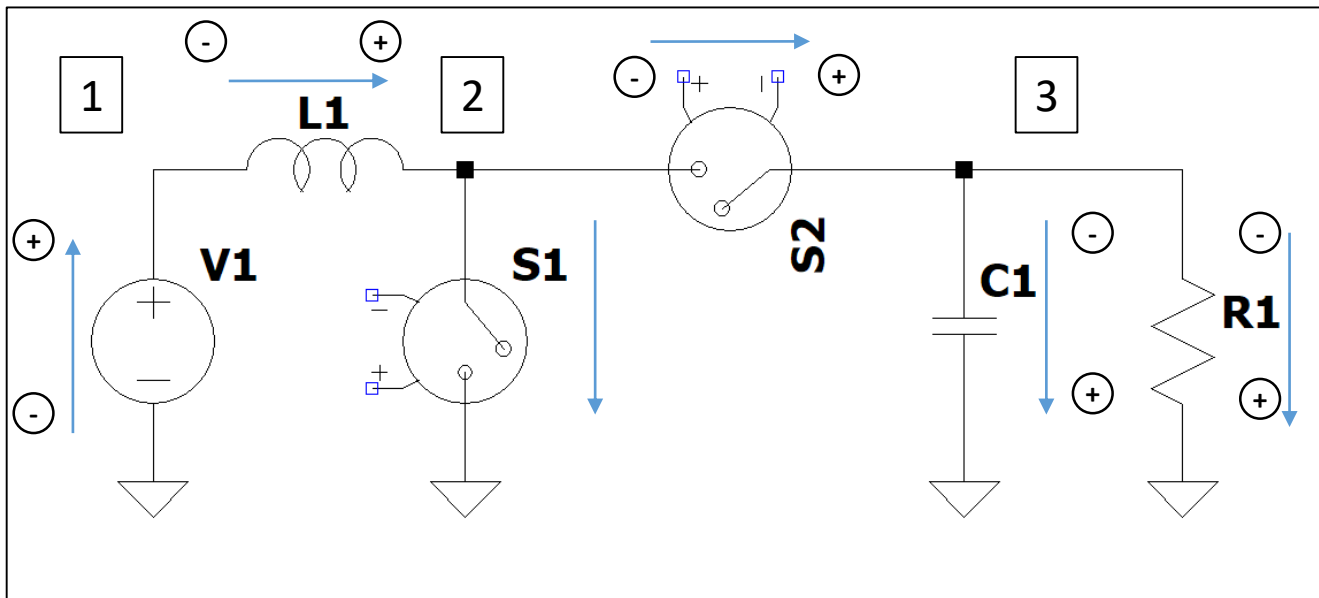 - +
1 2 3
- + | +
L1
+ V1 + - S1 S2 C1 - R1 -
- — + + +